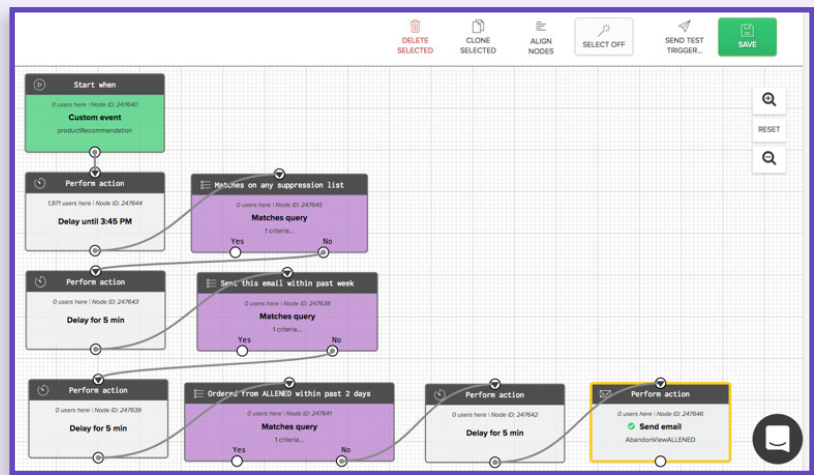 DELETE SELECTED
CLONE SELECTED
ALIGN NODES
SELECT OFF
SEND TEST TRIGGER...
SAVE
Start when
0 users here | Node ID: 247640
Custom event
productRecommendation
RESET
Perform action
1,971 users here | Node ID: 247644
Delay until 3:45 PM
Matches on any suppression list
0 users here | Node ID: 247645
Matches query
1 criteria...
Yes
No
Perform action
0 users here | Node ID: 247643
Delay for 5 min
Sent this email within past week
0 users here | Node ID: 247638
Matches query
1 criteria...
Yes
No
Perform action
0 users here | Node ID: 247639
Delay for 5 min
Ordered from ALLENED within past 2 days
0 users here | Node ID: 247641
Matches query
1 criteria...
Yes
No
Perform action
0 users here | Node ID: 247642
Delay for 5 min
Perform action
0 users here | Node ID: 247646
Send email
AbandonViewALLENED